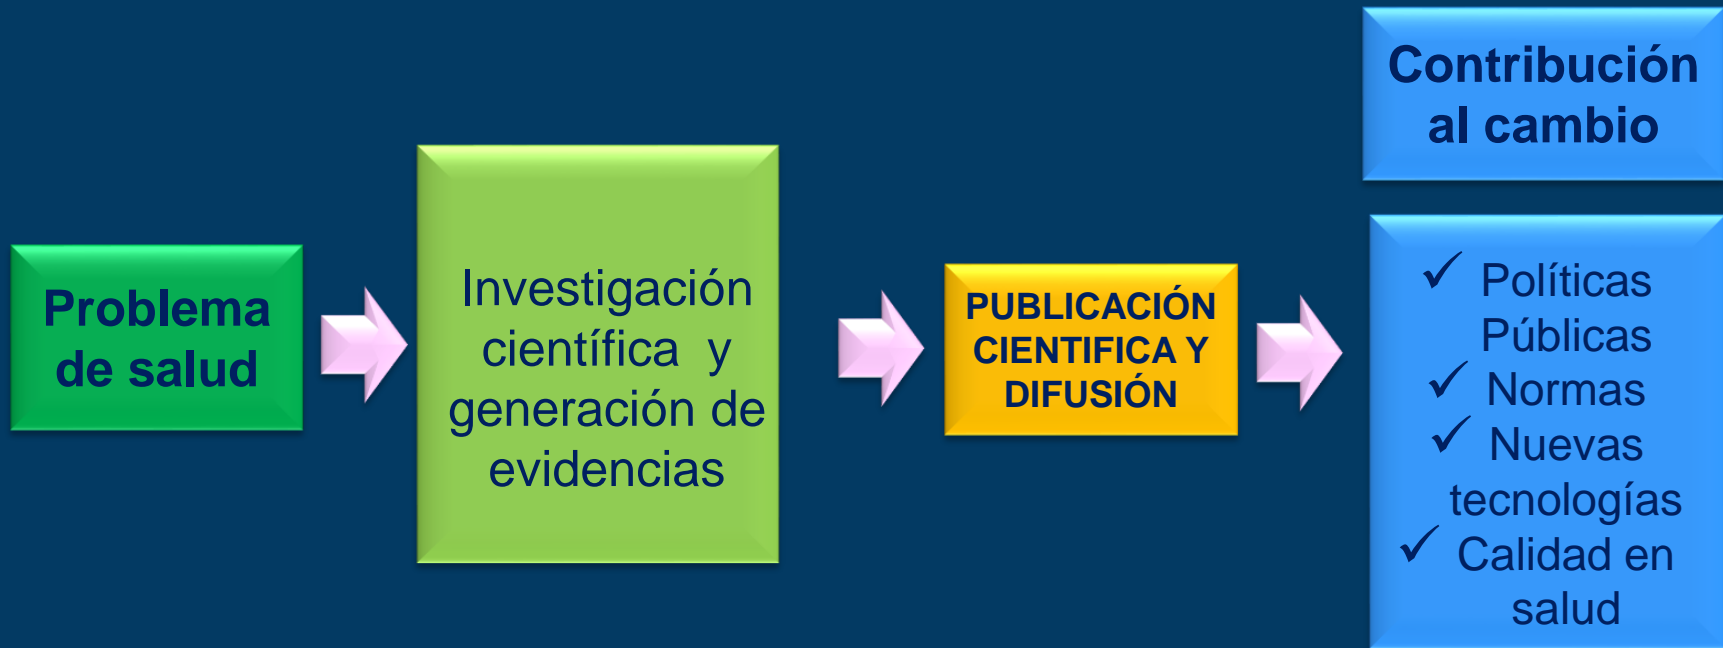 Problema
de salud
Investigación
científica y
generación de
evidencias
PUBLICACIÓN
CIENTIFICA Y
DIFUSIÓN
Contribución
al cambio
✓ Políticas
Públicas
✓ Normas
✓ Nuevas
tecnologías
✓ Calidad en
salud